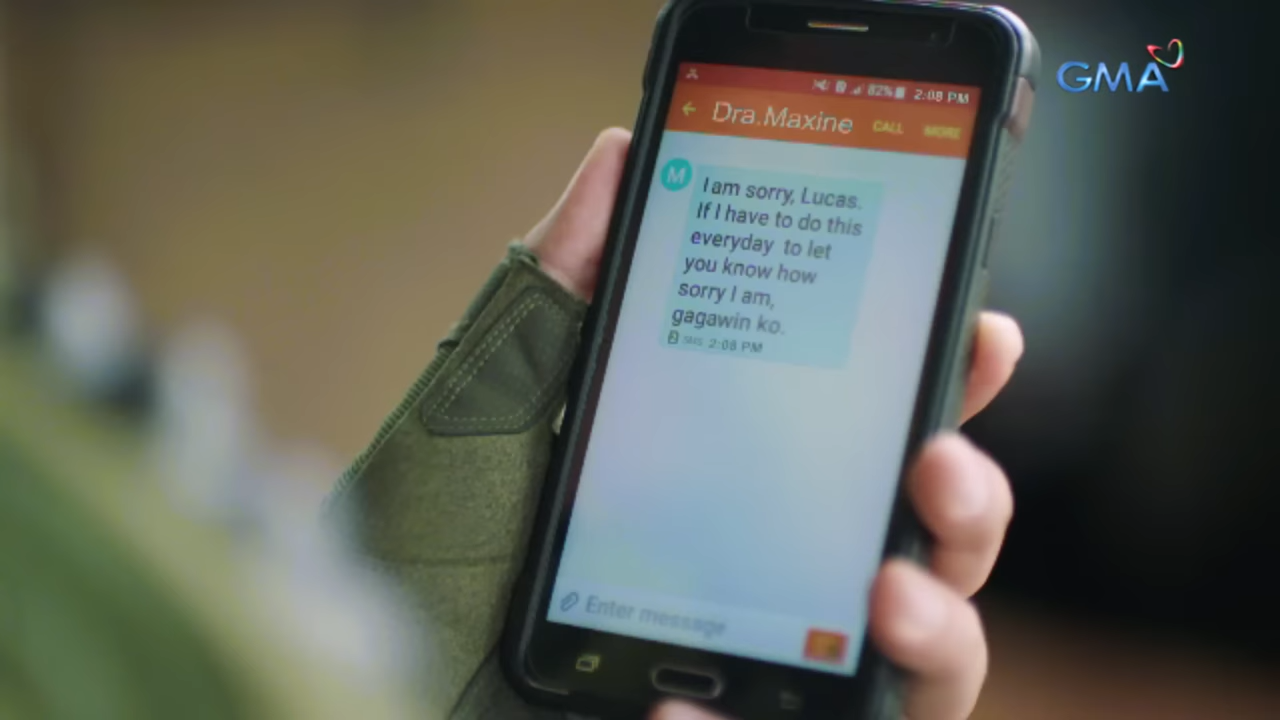 GMA
82% 2:08 PM
Dra.Maxine CALL MORE
M
I am sorry, Lucas.
If I have to do this
everyday to let
you know how
sorry I am,
gagawin ko.
SMS 2:08 PM
Enter message